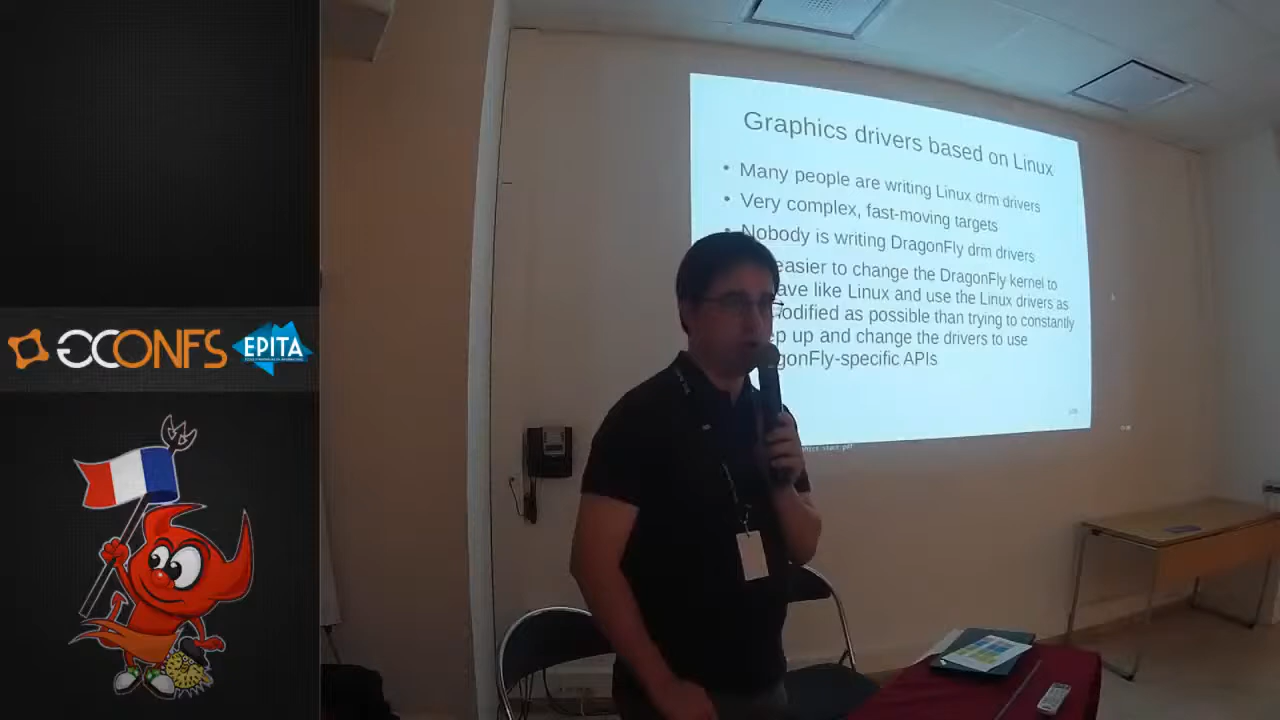 GCONFS
EPITA
Graphics drivers based on Linux
• Many people are writing Linux drm drivers
• Very complex, fast-moving targets
• Nobody is writing DragonFly drm drivers
easier to change the DragonFly kernel to
ave like Linux and use the Linux drivers as
odified as possible than trying to constantly
ep up and change the drivers to use
gonFly-specific APIs